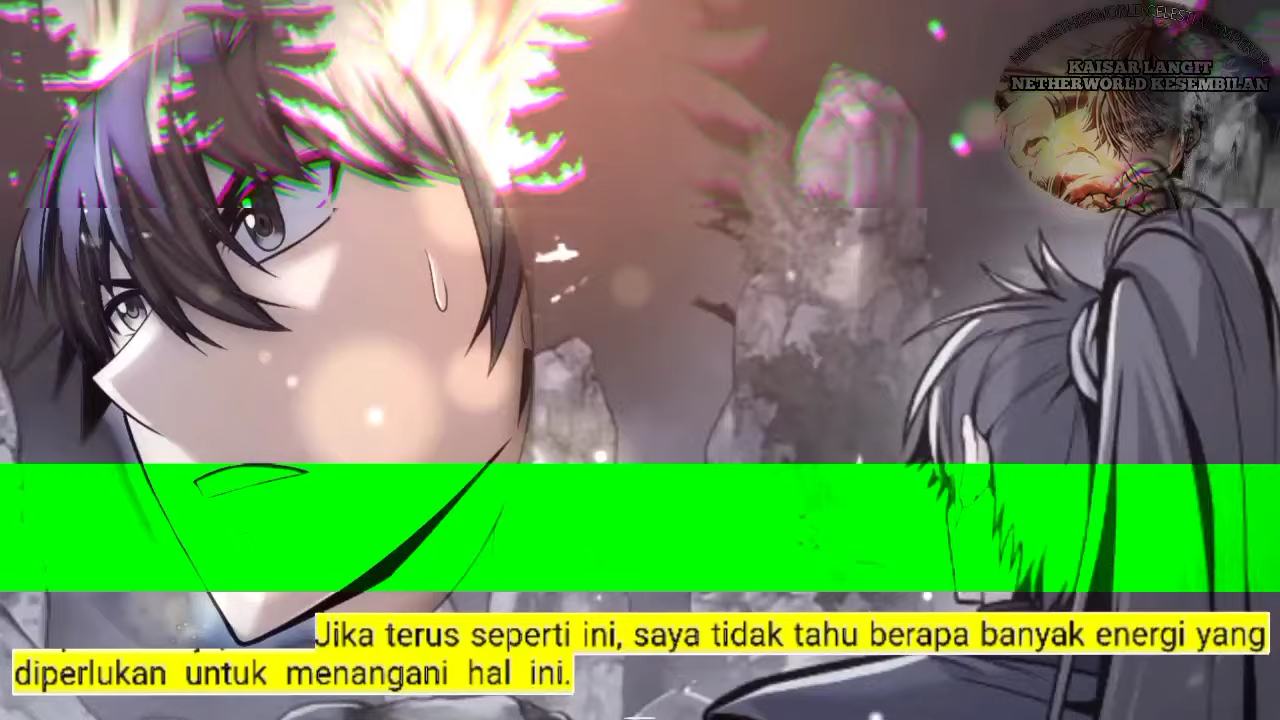 KAISAR LANGIT
NETHERWORLD KESEMBILAN
Jika terus seperti ini, saya tidak tahu berapa banyak energi yang
diperlukan untuk menangani hal ini.